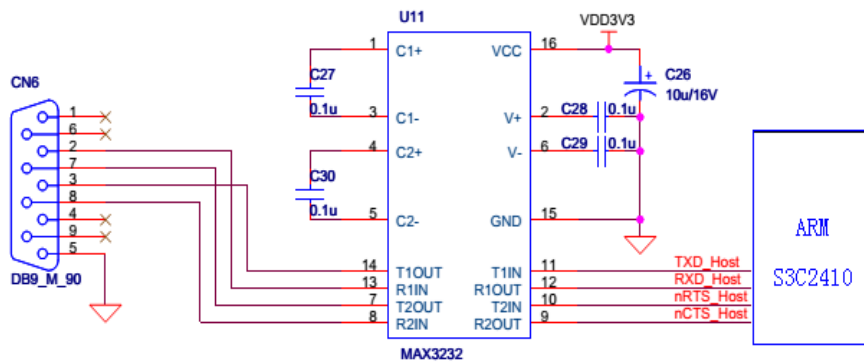 U11
VDD3V3
1 C1+ VCC 16
CN6
C27
0.1u
C26
10u/16V
1
6
2
7
3
8
4
9
5
DB9_M_90
3 C1- V+ 2 C28 0.1u
4 C2+ V- 6 C29 0.1u
C30
0.1u
5 C2- GND 15
14 T1OUT T1IN 11 TXD_Host
13 R1IN R1OUT 12 RXD_Host
7 T2OUT T2IN 10 nRTS_Host
8 R2IN R2OUT 9 nCTS_Host
MAX3232
ARM
S3C2410